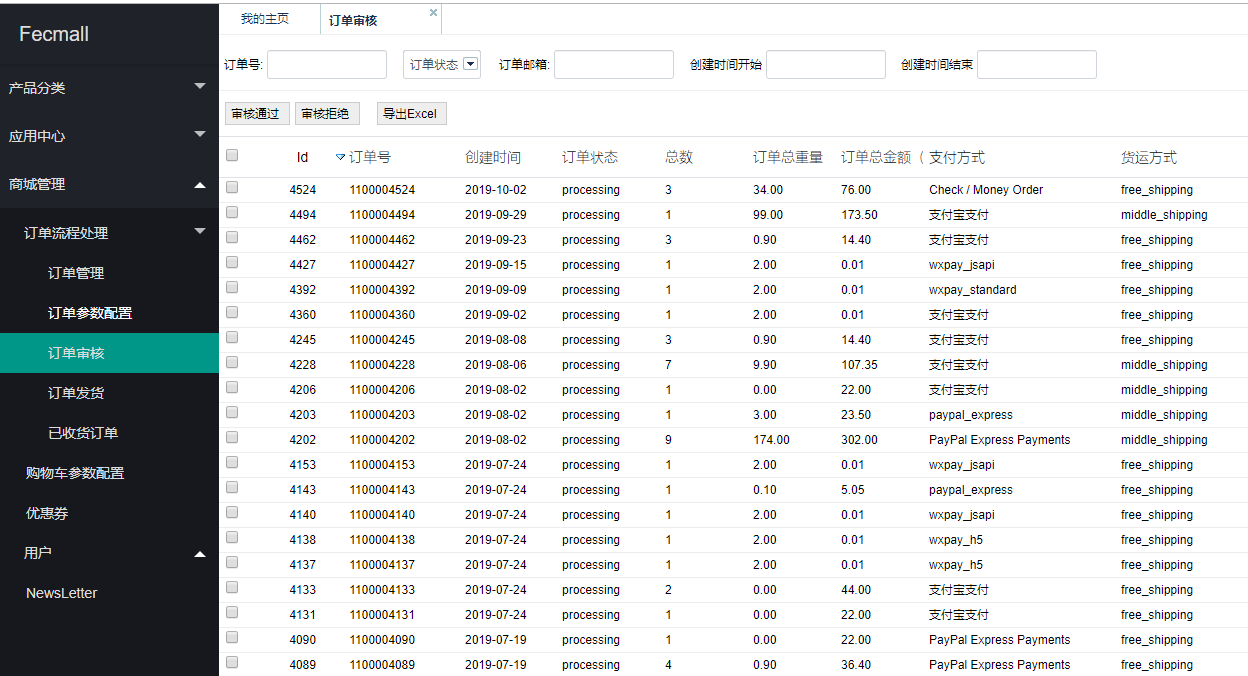 Fecmall
产品分类
应用中心
商城管理
订单流程处理
订单管理
订单参数配置
订单审核
订单发货
已收货订单
购物车参数配置
优惠券
用户
NewsLetter
我的主页 订单审核
订单号: 订单状态 订单邮箱: 创建时间开始 创建时间结束
审核通过 审核拒绝 导出Excel
Id 订单号 创建时间 订单状态 总数 订单总重量 订单总金额（ 支付方式 货运方式
4524 1100004524 2019-10-02 processing 3 34.00 76.00 Check / Money Order free_shipping
4494 1100004494 2019-09-29 processing 1 99.00 173.50 支付宝支付 middle_shipping
4462 1100004462 2019-09-23 processing 3 0.90 14.40 支付宝支付 free_shipping
4427 1100004427 2019-09-15 processing 1 2.00 0.01 wxpay_jsapi free_shipping
4392 1100004392 2019-09-09 processing 1 2.00 0.01 wxpay_standard free_shipping
4360 1100004360 2019-09-02 processing 1 2.00 0.01 支付宝支付 free_shipping
4245 1100004245 2019-08-08 processing 3 0.90 14.40 支付宝支付 free_shipping
4228 1100004228 2019-08-06 processing 7 9.90 107.35 支付宝支付 middle_shipping
4206 1100004206 2019-08-02 processing 1 0.00 22.00 支付宝支付 middle_shipping
4203 1100004203 2019-08-02 processing 1 3.00 23.50 paypal_express middle_shipping
4202 1100004202 2019-08-02 processing 9 174.00 302.00 PayPal Express Payments middle_shipping
4153 1100004153 2019-07-24 processing 1 2.00 0.01 wxpay_jsapi free_shipping
4143 1100004143 2019-07-24 processing 1 0.10 5.05 paypal_express free_shipping
4140 1100004140 2019-07-24 processing 1 2.00 0.01 wxpay_jsapi free_shipping
4138 1100004138 2019-07-24 processing 1 2.00 0.01 wxpay_h5 free_shipping
4137 1100004137 2019-07-24 processing 1 2.00 0.01 wxpay_h5 free_shipping
4133 1100004133 2019-07-24 processing 2 0.00 44.00 支付宝支付 free_shipping
4131 1100004131 2019-07-24 processing 1 0.00 22.00 支付宝支付 free_shipping
4090 1100004090 2019-07-19 processing 1 0.00 22.00 PayPal Express Payments free_shipping
4089 1100004089 2019-07-19 processing 4 0.90 36.40 PayPal Express Payments free_shipping